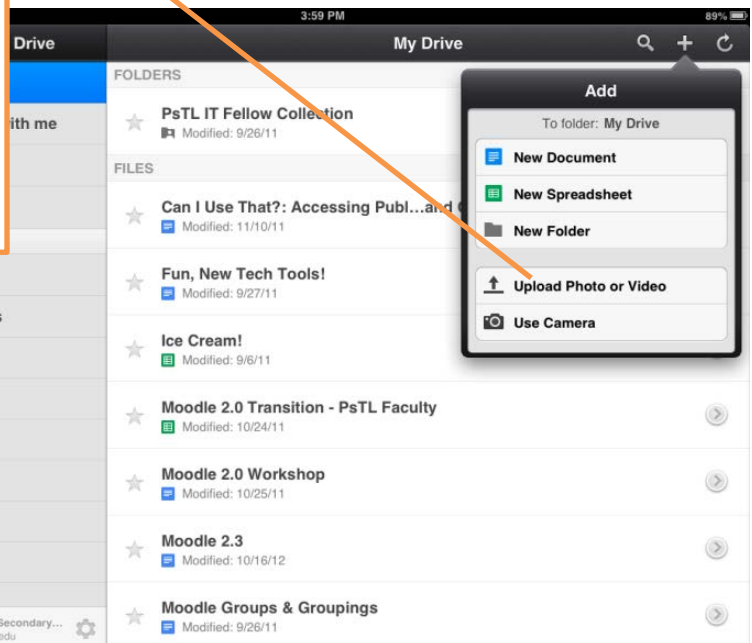 3:59 PM
89%
Drive
My Drive
FOLDERS
PsTL IT Fellow Collection
Modified: 9/26/11
FILES
Can I Use That?: Accessing Publ...and
Modified: 11/10/11
Fun, New Tech Tools!
Modified: 9/27/11
Ice Cream!
Modified: 9/6/11
Moodle 2.0 Transition - PsTL Faculty
Modified: 10/24/11
Moodle 2.0 Workshop
Modified: 10/25/11
Moodle 2.3
Modified: 10/16/12
Moodle Groups & Groupings
Modified: 9/26/11
Add
To folder: My Drive
New Document
New Spreadsheet
New Folder
Upload Photo or Video
Use Camera
ith me
s
Secondary...
edu